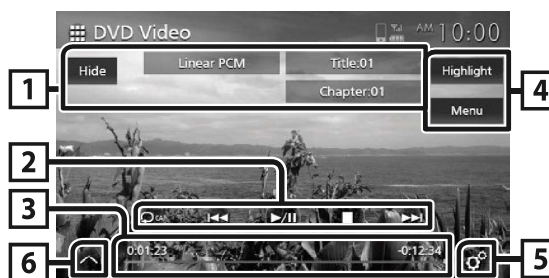 DVD Video
AM 10:00
Hide
Linear PCM
Title:01
Highlight
Chapter:01
Menu
1
4
2
3
0:01:23
-0:12:34
6
5